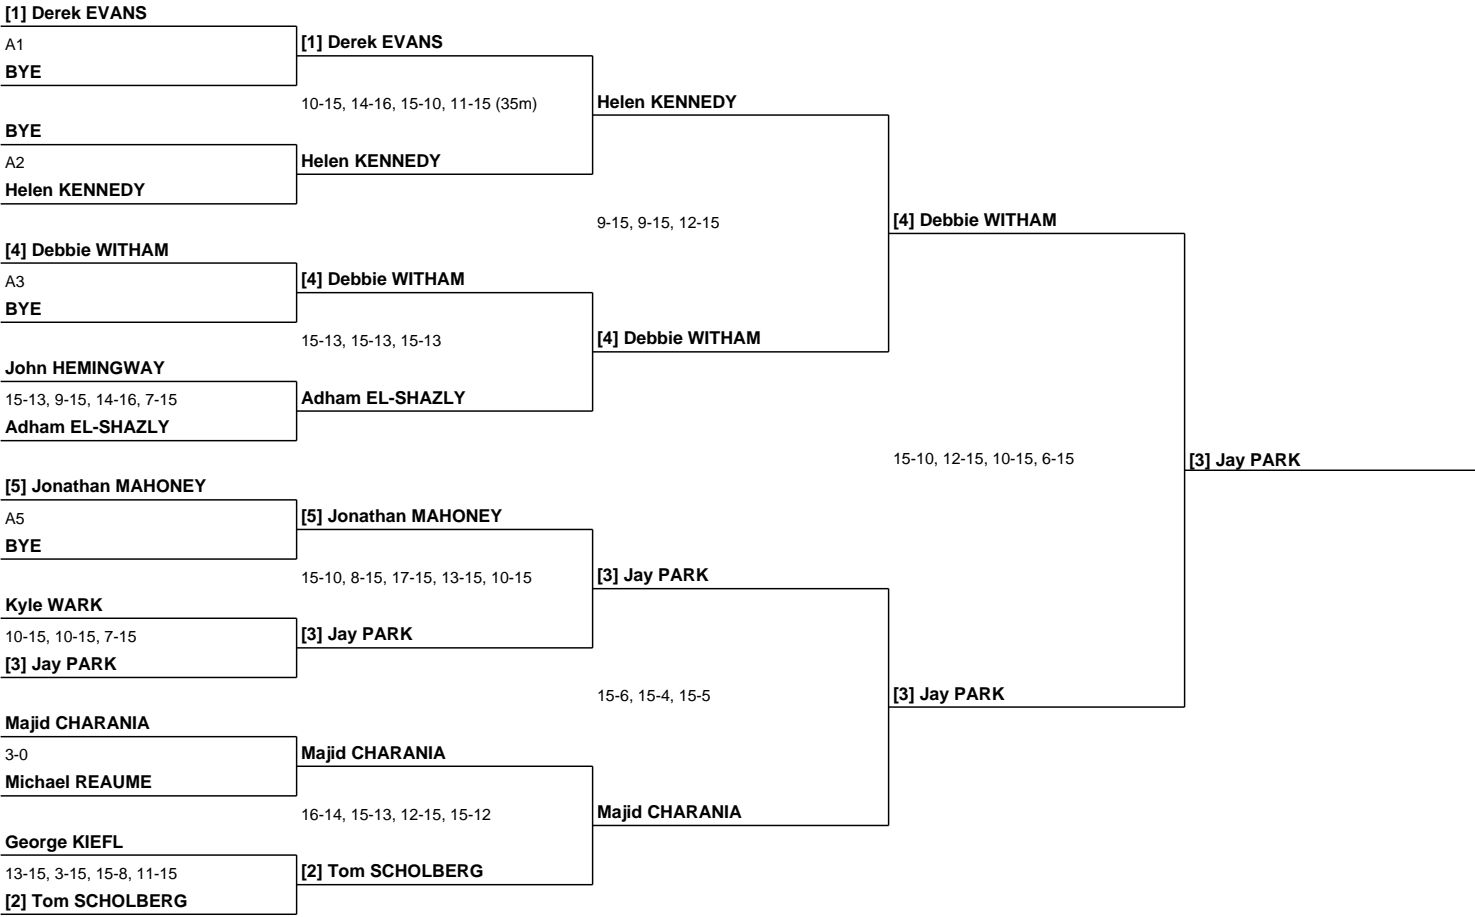 [1] Derek EVANS
A1
BYE
BYE
A2
Helen KENNEDY
[4] Debbie WITHAM
A3
BYE
John HEMINGWAY
15-13, 9-15, 14-16, 7-15
Adham EL-SHAZLY
[5] Jonathan MAHONEY
A5
BYE
Kyle WARK
10-15, 10-15, 7-15
[3] Jay PARK
Majid CHARANIA
3-0
Michael REAUME
George KIEFL
13-15, 3-15, 15-8, 11-15
[2] Tom SCHOLBERG
[1] Derek EVANS
10-15, 14-16, 15-10, 11-15 (35m)
Helen KENNEDY
[4] Debbie WITHAM
15-13, 15-13, 15-13
Adham EL-SHAZLY
[5] Jonathan MAHONEY
15-10, 8-15, 17-15, 13-15, 10-15
[3] Jay PARK
Majid CHARANIA
16-14, 15-13, 12-15, 15-12
[2] Tom SCHOLBERG
Helen KENNEDY
9-15, 9-15, 12-15
[4] Debbie WITHAM
[3] Jay PARK
15-6, 15-4, 15-5
Majid CHARANIA
[4] Debbie WITHAM
15-10, 12-15, 10-15, 6-15
[3] Jay PARK
[3] Jay PARK